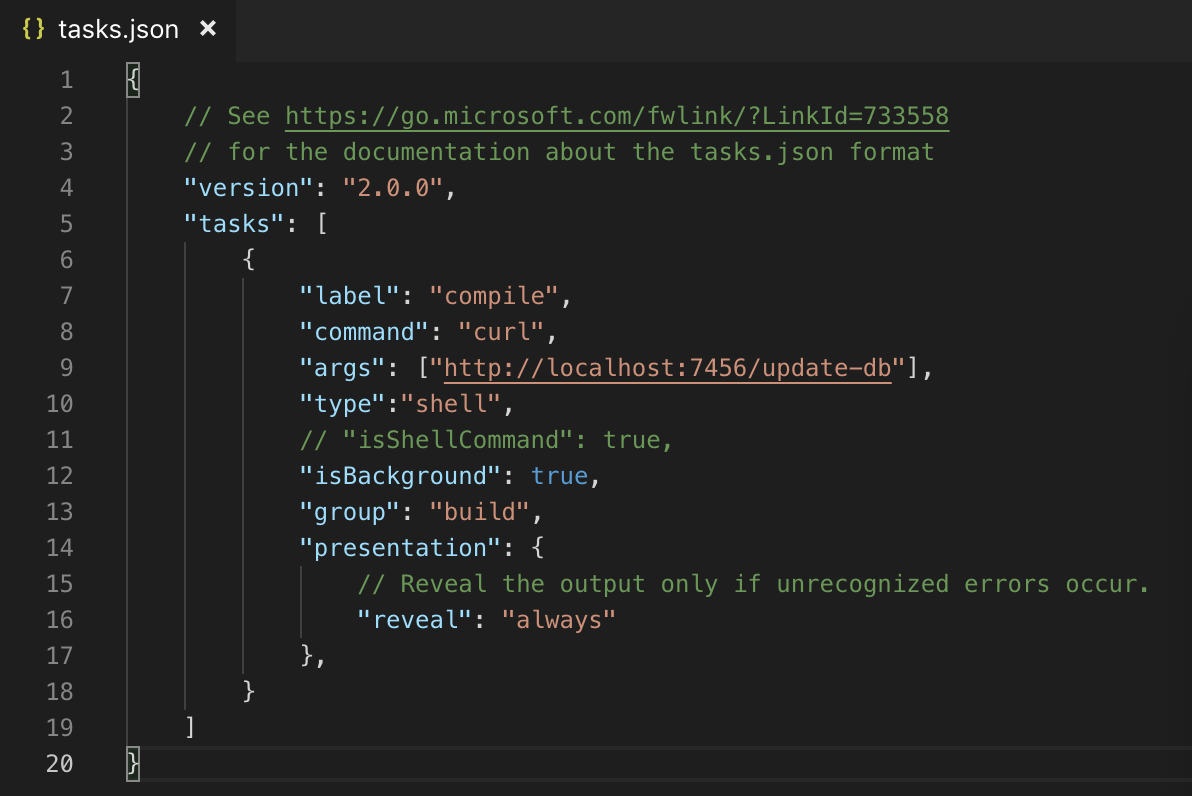 {} tasks.json ×
1 {
2     // See https://go.microsoft.com/fwlink/?LinkId=733558
3     // for the documentation about the tasks.json format
4     "version": "2.0.0",
5     "tasks": [
6         {
7             "label": "compile",
8             "command": "curl",
9             "args": ["http://localhost:7456/update-db"],
10             "type":"shell",
11             // "isShellCommand": true,
12             "isBackground": true,
13             "group": "build",
14             "presentation": {
15                 // Reveal the output only if unrecognized errors occur.
16                 "reveal": "always"
17             },
18         }
19     ]
20 }